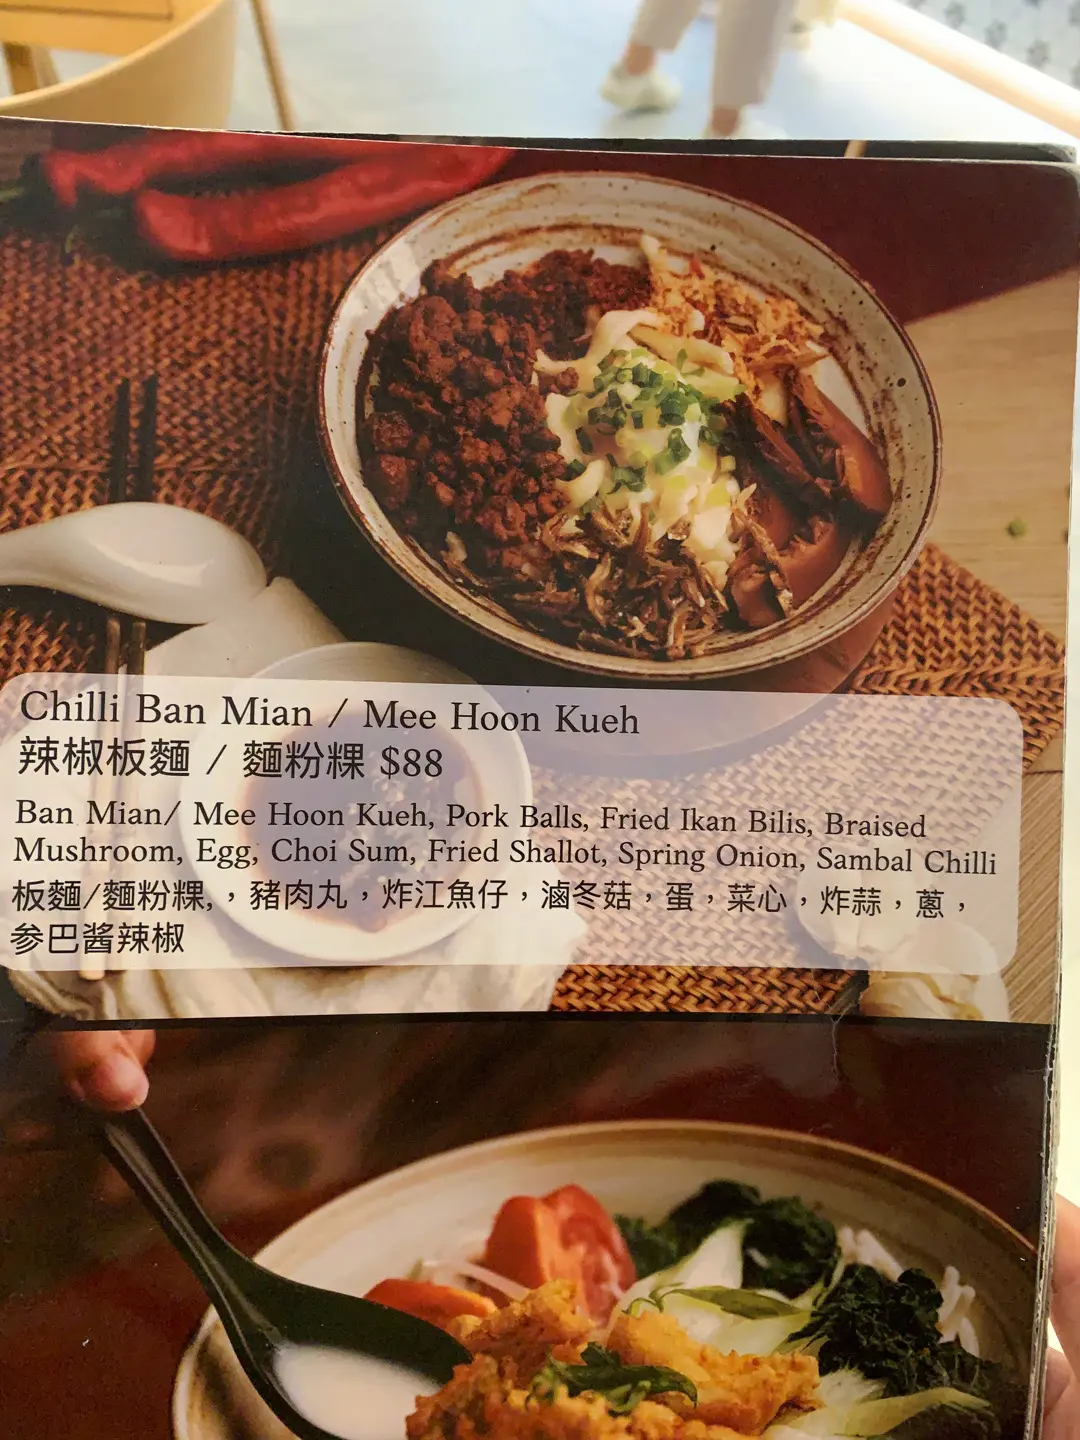 Chilli Ban Mian / Mee Hoon Kueh
辣椒板麵 / 麵粉粿 $88
Ban Mian/ Mee Hoon Kueh, Pork Balls, Fried Ikan Bilis, Braised
Mushroom, Egg, Choi Sum, Fried Shallot, Spring Onion, Sambal Chilli
板麵/麵粉粿,，豬肉丸，炸江魚仔，滷冬菇，蛋，菜心，炸蒜，蔥，
参巴酱辣椒